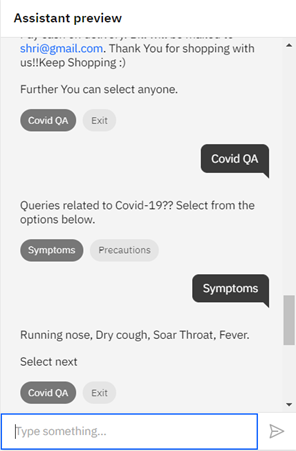 Assistant preview
shri@gmail.com. Thank You for shopping with
us!!Keep Shopping :)
Further You can select anyone.
Covid QA Exit
Covid QA
Queries related to Covid-19?? Select from the
options below.
Symptoms Precautions
Symptoms
Running nose, Dry cough, Soar Throat, Fever.
Select next
Covid QA Exit
Type something...